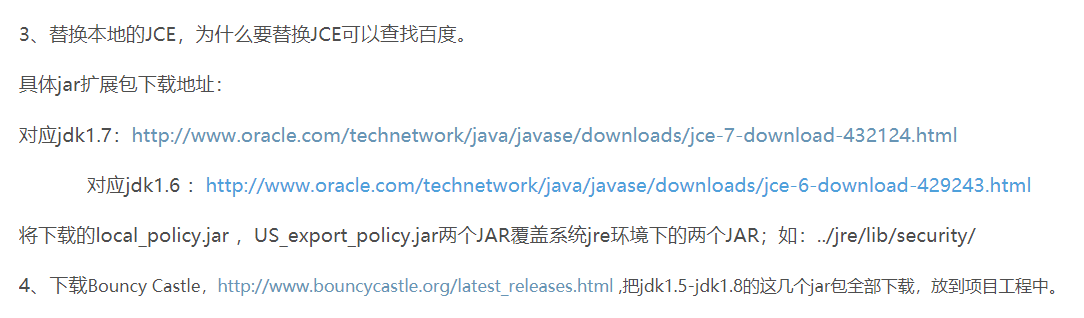 3、替换本地的JCE，为什么要替换JCE可以查找百度。
具体jar扩展包下载地址：
对应jdk1.7：http://www.oracle.com/technetwork/java/javase/downloads/jce-7-download-432124.html
对应jdk1.6 ：http://www.oracle.com/technetwork/java/javase/downloads/jce-6-download-429243.html
将下载的local_policy.jar ，US_export_policy.jar两个JAR覆盖系统jre环境下的两个JAR；如：../jre/lib/security/
4、下载Bouncy Castle，http://www.bouncycastle.org/latest_releases.html ,把jdk1.5-jdk1.8的这几个jar包全部下载，放到项目工程中。